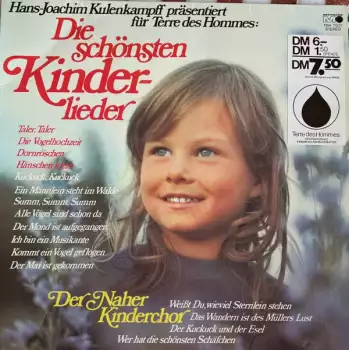 Hans-Joachim Kulenkampff präsentiert
für Terre des Hommes:
Die schönsten
Kinder-
lieder
DM 6,-
DM 1,50
SPENDE
DM 7,50
Terre des Hommes
Taler, Taler
Die Vogelhochzeit
Dornröschen
Hänschen klein
Kuckuck, Kuckuck
Ein Männlein steht im Walde
Summ, Summ, Summ
Alle Vögel sind schon da
Der Mond ist aufgegangen
Ich bin ein Musikante
Kommt ein Vogel geflogen
Der Mai ist gekommen
Der Naher
Kinderchor
Weißt Du, wieviel Sternlein stehen
Das Wandern ist des Müllers Lust
Der Kuckuck und der Esel
Wer hat die schönsten Schäfchen